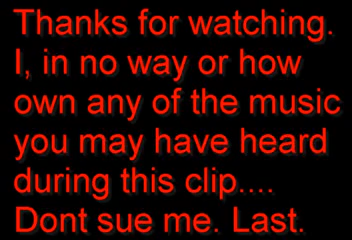 Thanks for watching.
I, in no way or how
own any of the music
you may have heard
during this clip....
Dont sue me. Last.